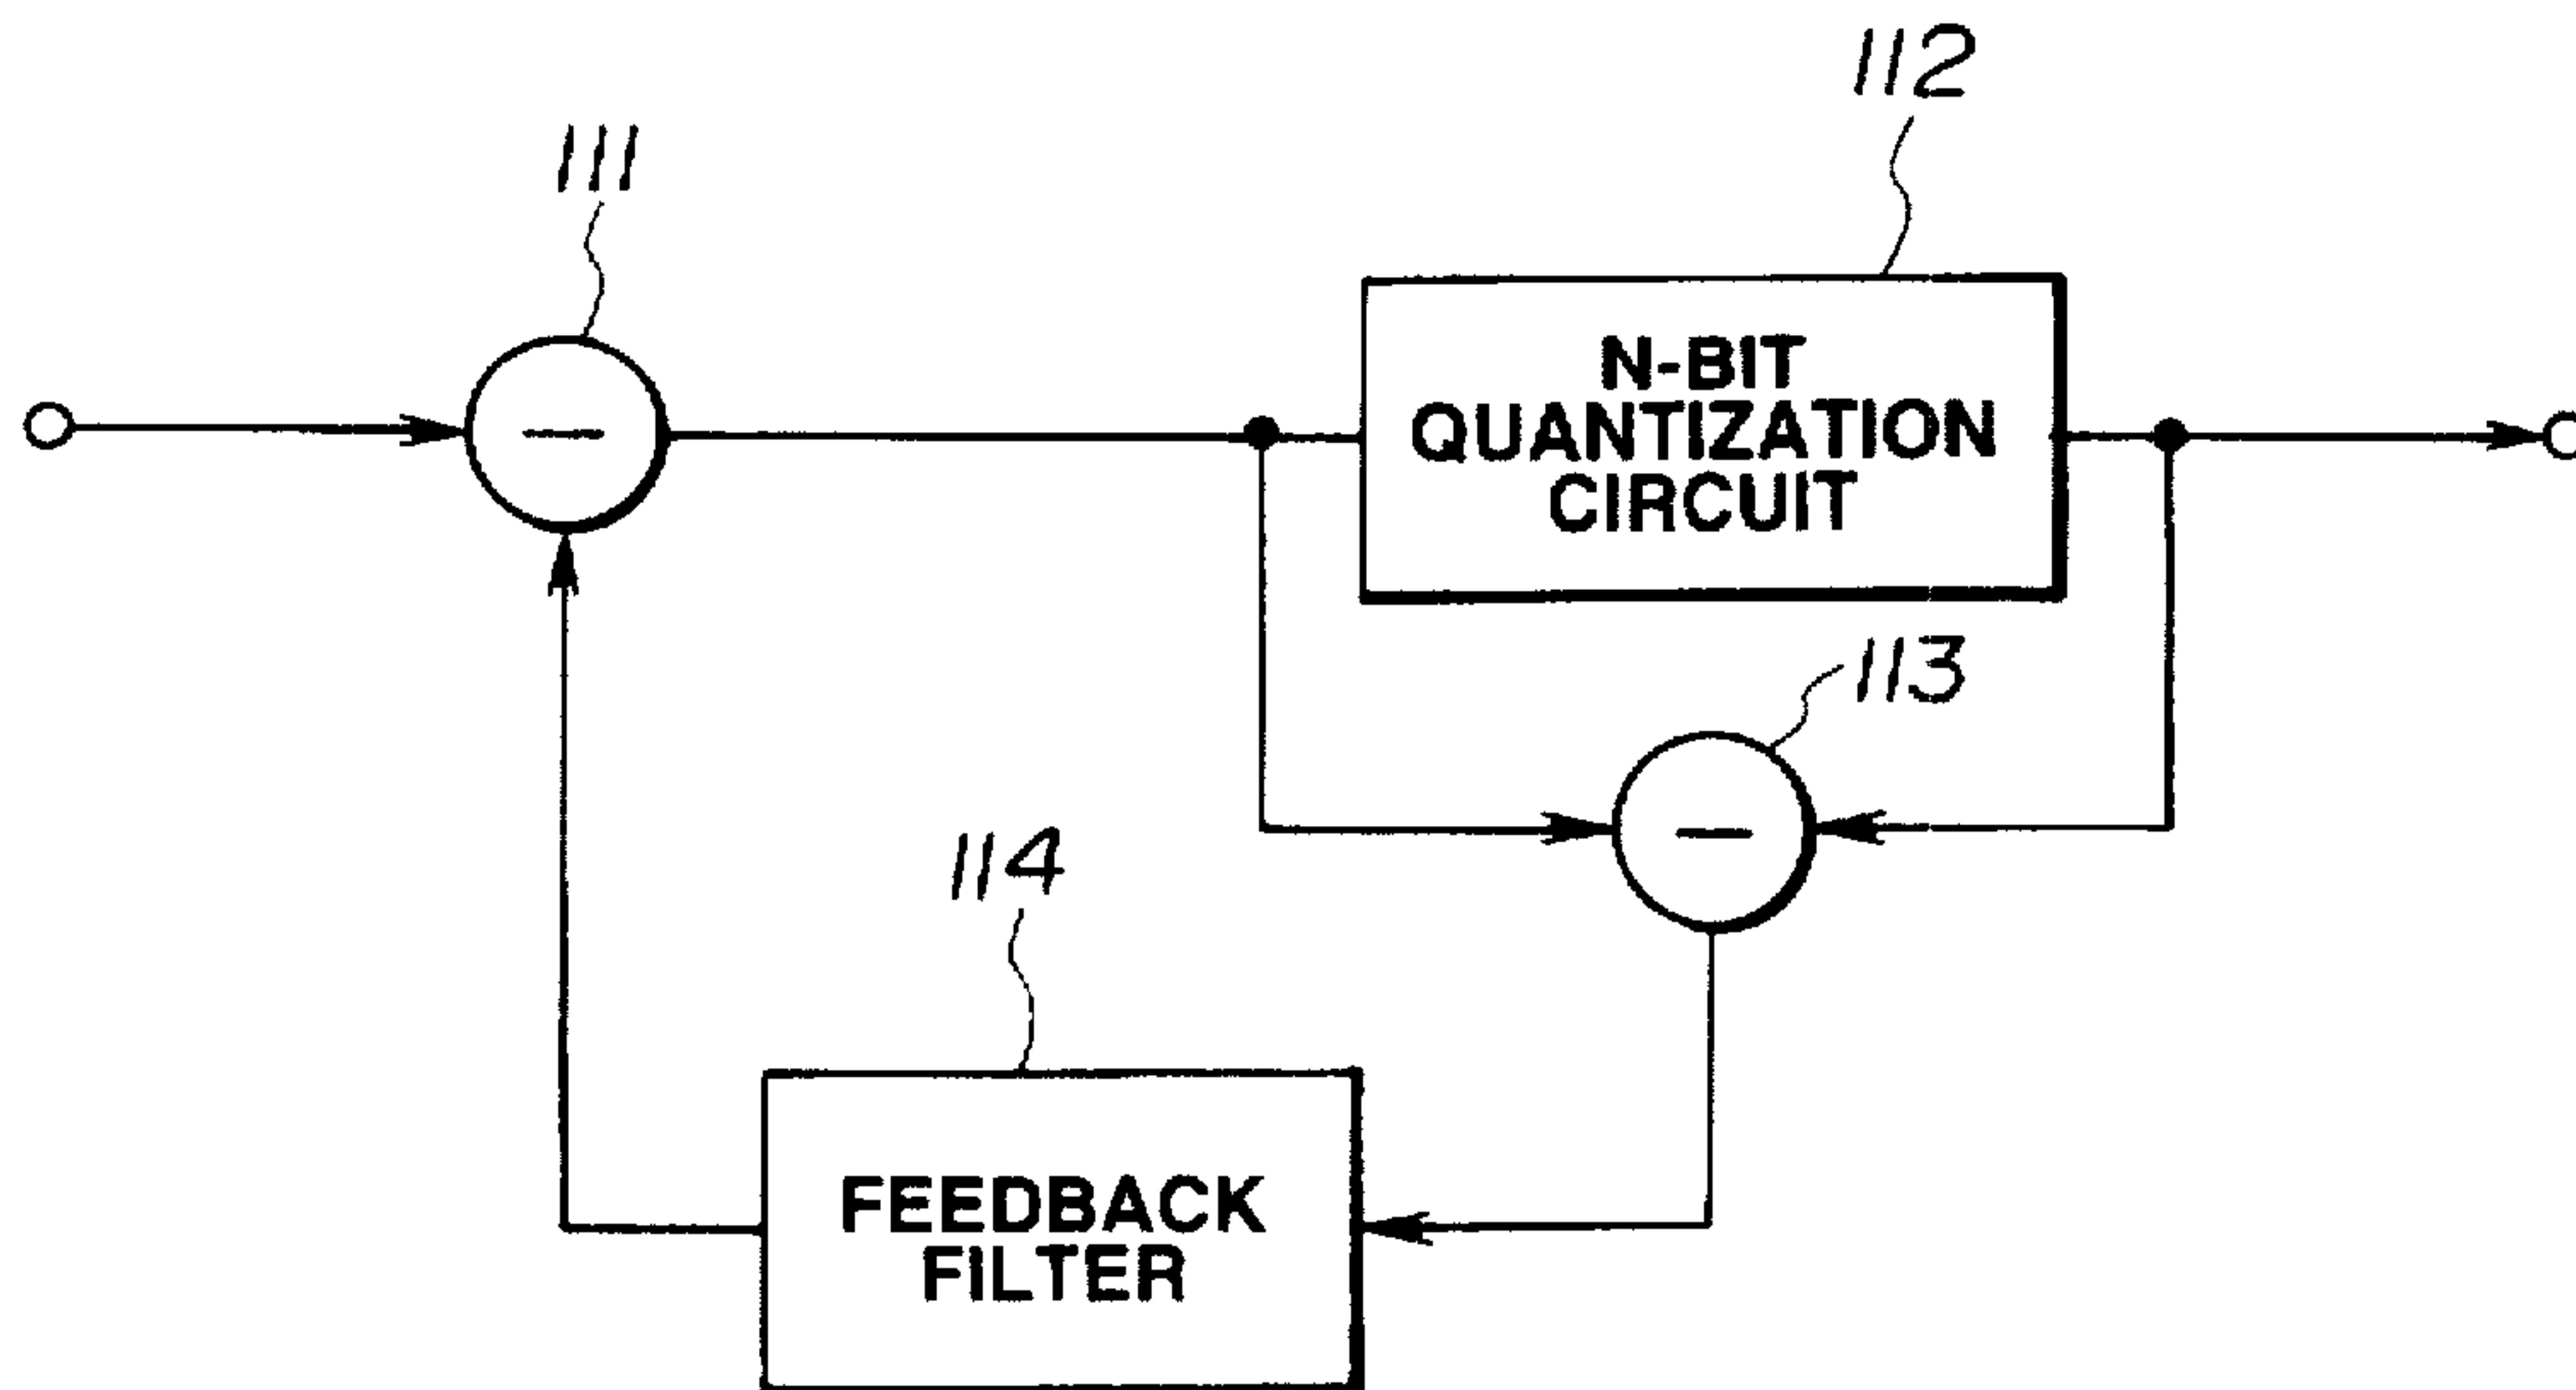 112
111
N-BIT
QUANTIZATION
CIRCUIT
113
114
FEEDBACK
FILTER